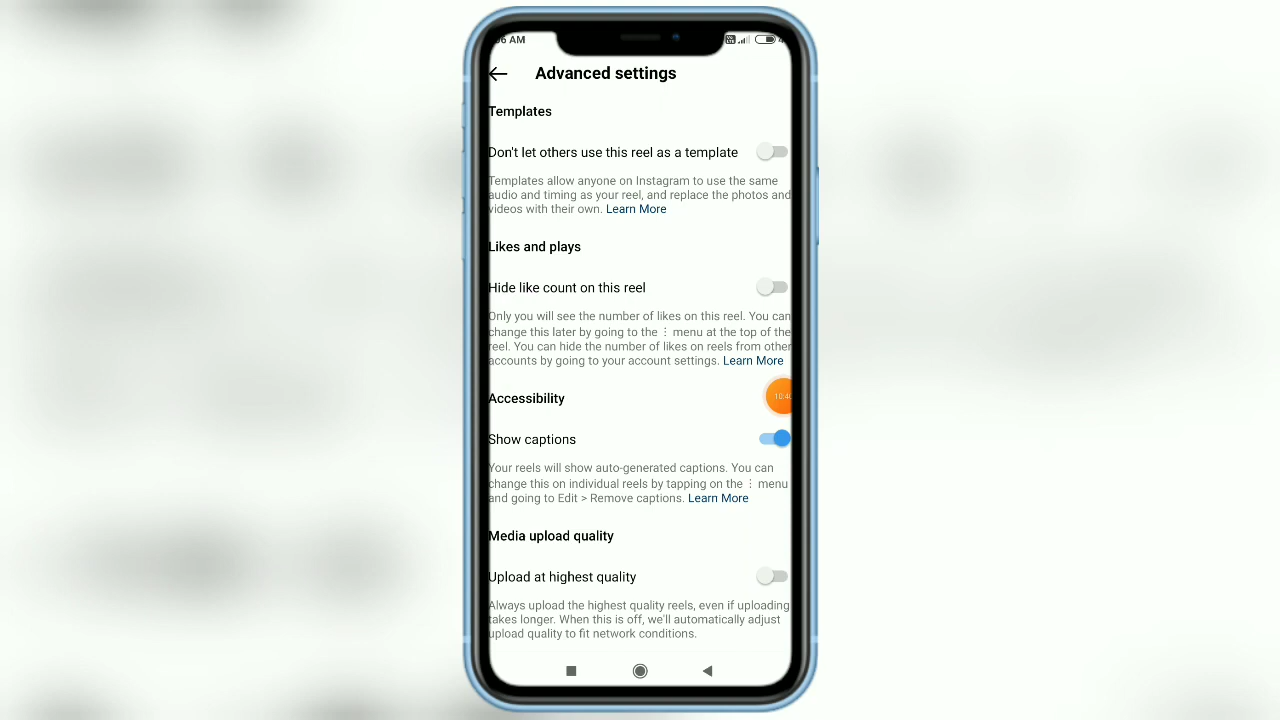 6 AM
Advanced settings
Templates
Don't let others use this reel as a template
Templates allow anyone on Instagram to use the same
audio and timing as your reel, and replace the photos and
videos with their own. Learn More
Likes and plays
Hide like count on this reel
Only you will see the number of likes on this reel. You can
change this later by going to the ⋮ menu at the top of the
reel. You can hide the number of likes on reels from other
accounts by going to your account settings. Learn More
Accessibility
Show captions
Your reels will show auto-generated captions. You can
change this on individual reels by tapping on the ⋮ menu
and going to Edit > Remove captions. Learn More
Media upload quality
Upload at highest quality
Always upload the highest quality reels, even if uploading
takes longer. When this is off, we'll automatically adjust
upload quality to fit network conditions.